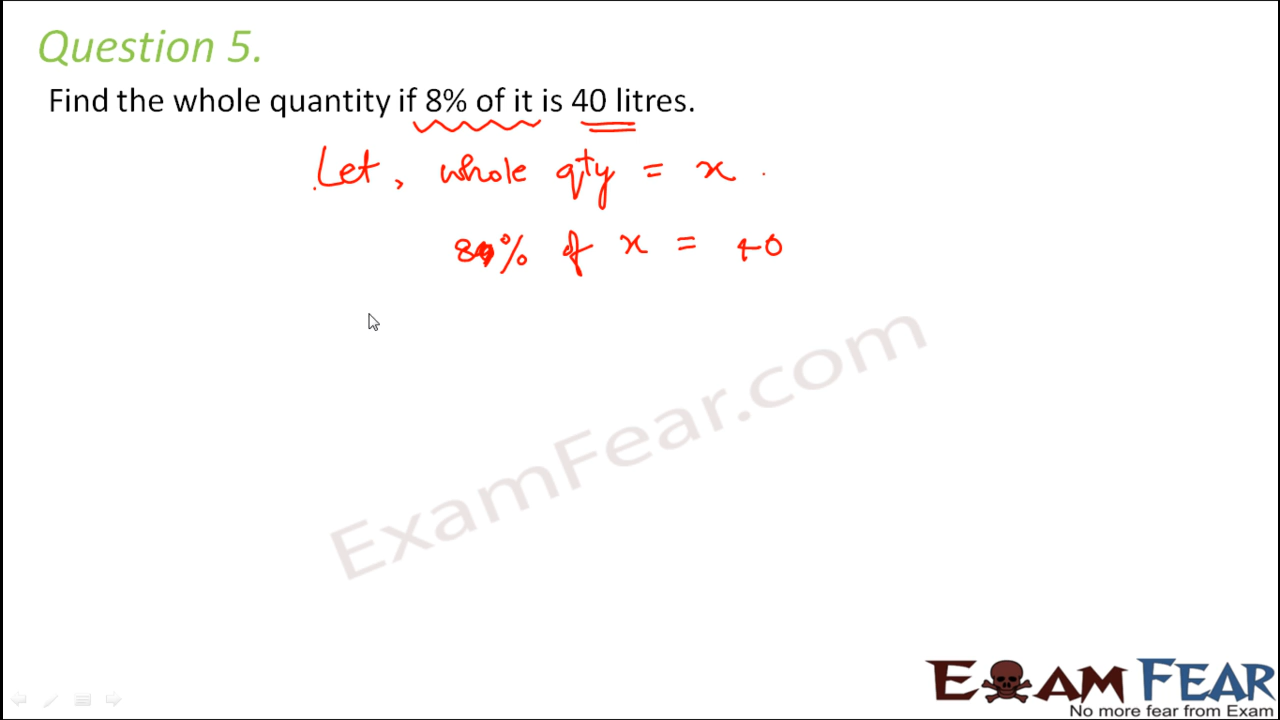 Question 5.
Find the whole quantity if 8% of it is 40 litres.
Let, whole qty = x.
8% of x = 40
ExamFear.com
EXAM FEAR
No more fear from Exam